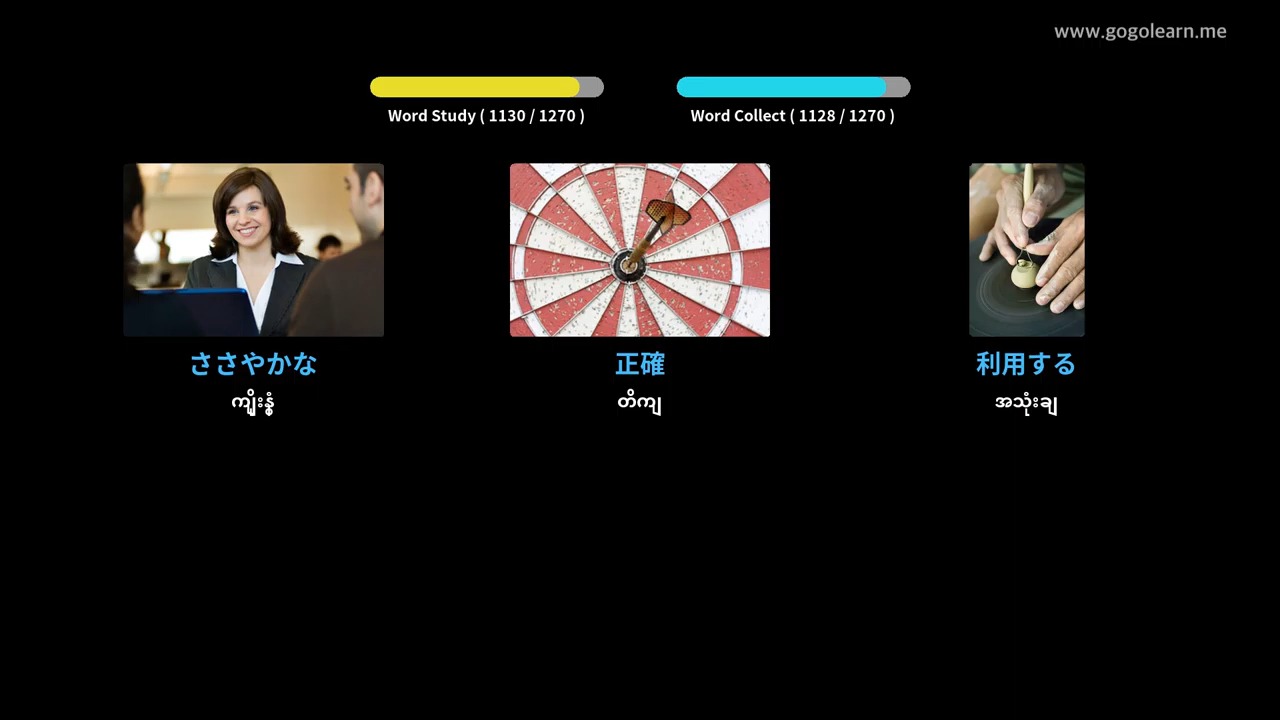 www.gogolearn.me
Word Study ( 1130 / 1270 )
Word Collect ( 1128 / 1270 )
ささやかな
ကျိုးနွံ
正確
တိကျ
利用する
အသုံးချ